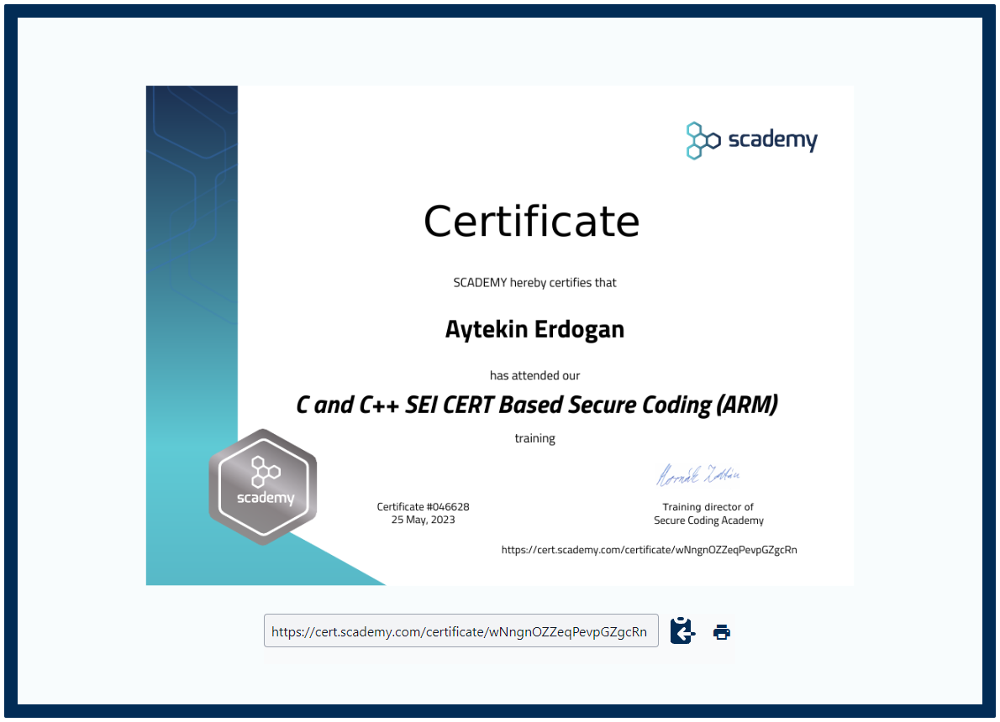 scademy
Certificate
SCADEMY hereby certifies that
Aytekin Erdogan
has attended our
C and C++ SEI CERT Based Secure Coding (ARM)
training
scademy
Hornák Zoltán
Certificate #046628
25 May, 2023
Training director of
Secure Coding Academy
https://cert.scademy.com/certificate/wNngnOZZeqPevpGZgcRn
https://cert.scademy.com/certificate/wNngnOZZeqPevpGZgcRn